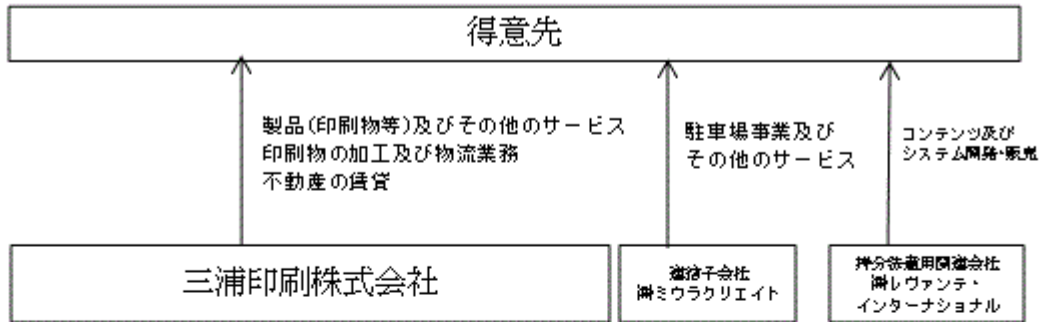 得意先
製品(印刷物等)及びその他のサービス
印刷物の加工及び物流業務
不動産の賃貸
駐車場事業及び
その他のサービス
コンテンツ及び
システム開発・販売
三浦印刷株式会社
連結子会社
㈱ミウラクリエイト
持分法適用関連会社
㈱レヴァンテ・
インターナショナル